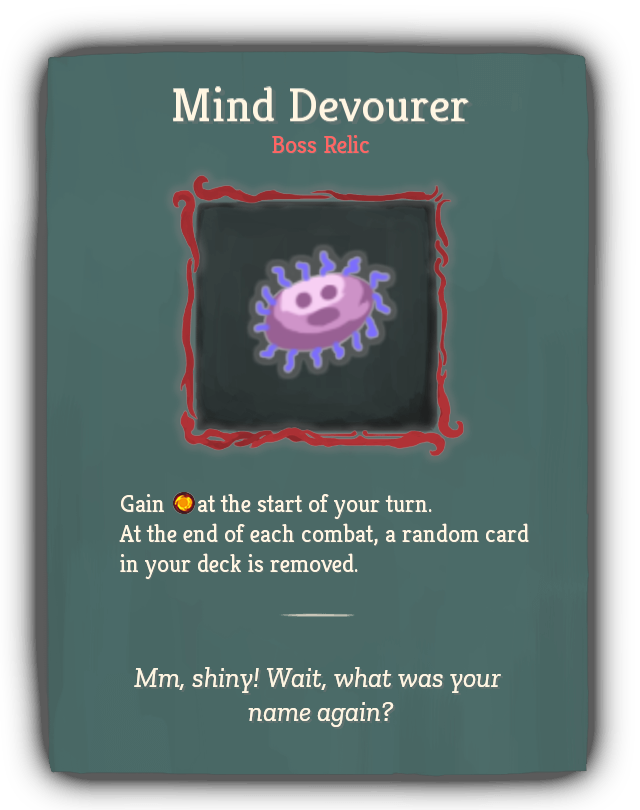 Mind Devourer
Boss Relic
Gain at the start of your turn.
At the end of each combat, a random card
in your deck is removed.
Mm, shiny! Wait, what was your
name again?